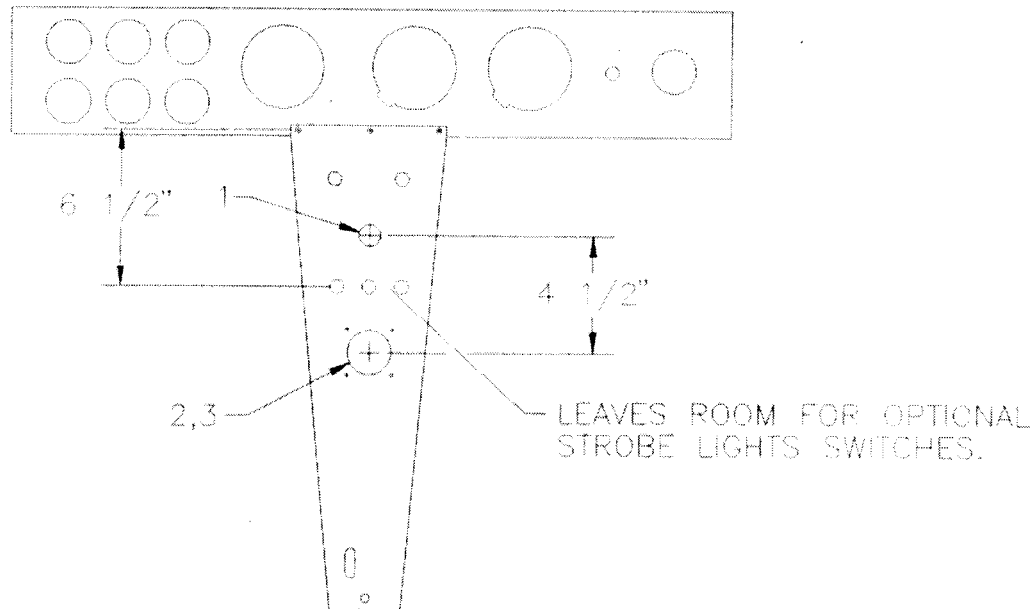 6 1/2"
1
4 1/2"
2,3
LEAVES ROOM FOR OPTIONAL
STROBE LIGHTS SWITCHES.